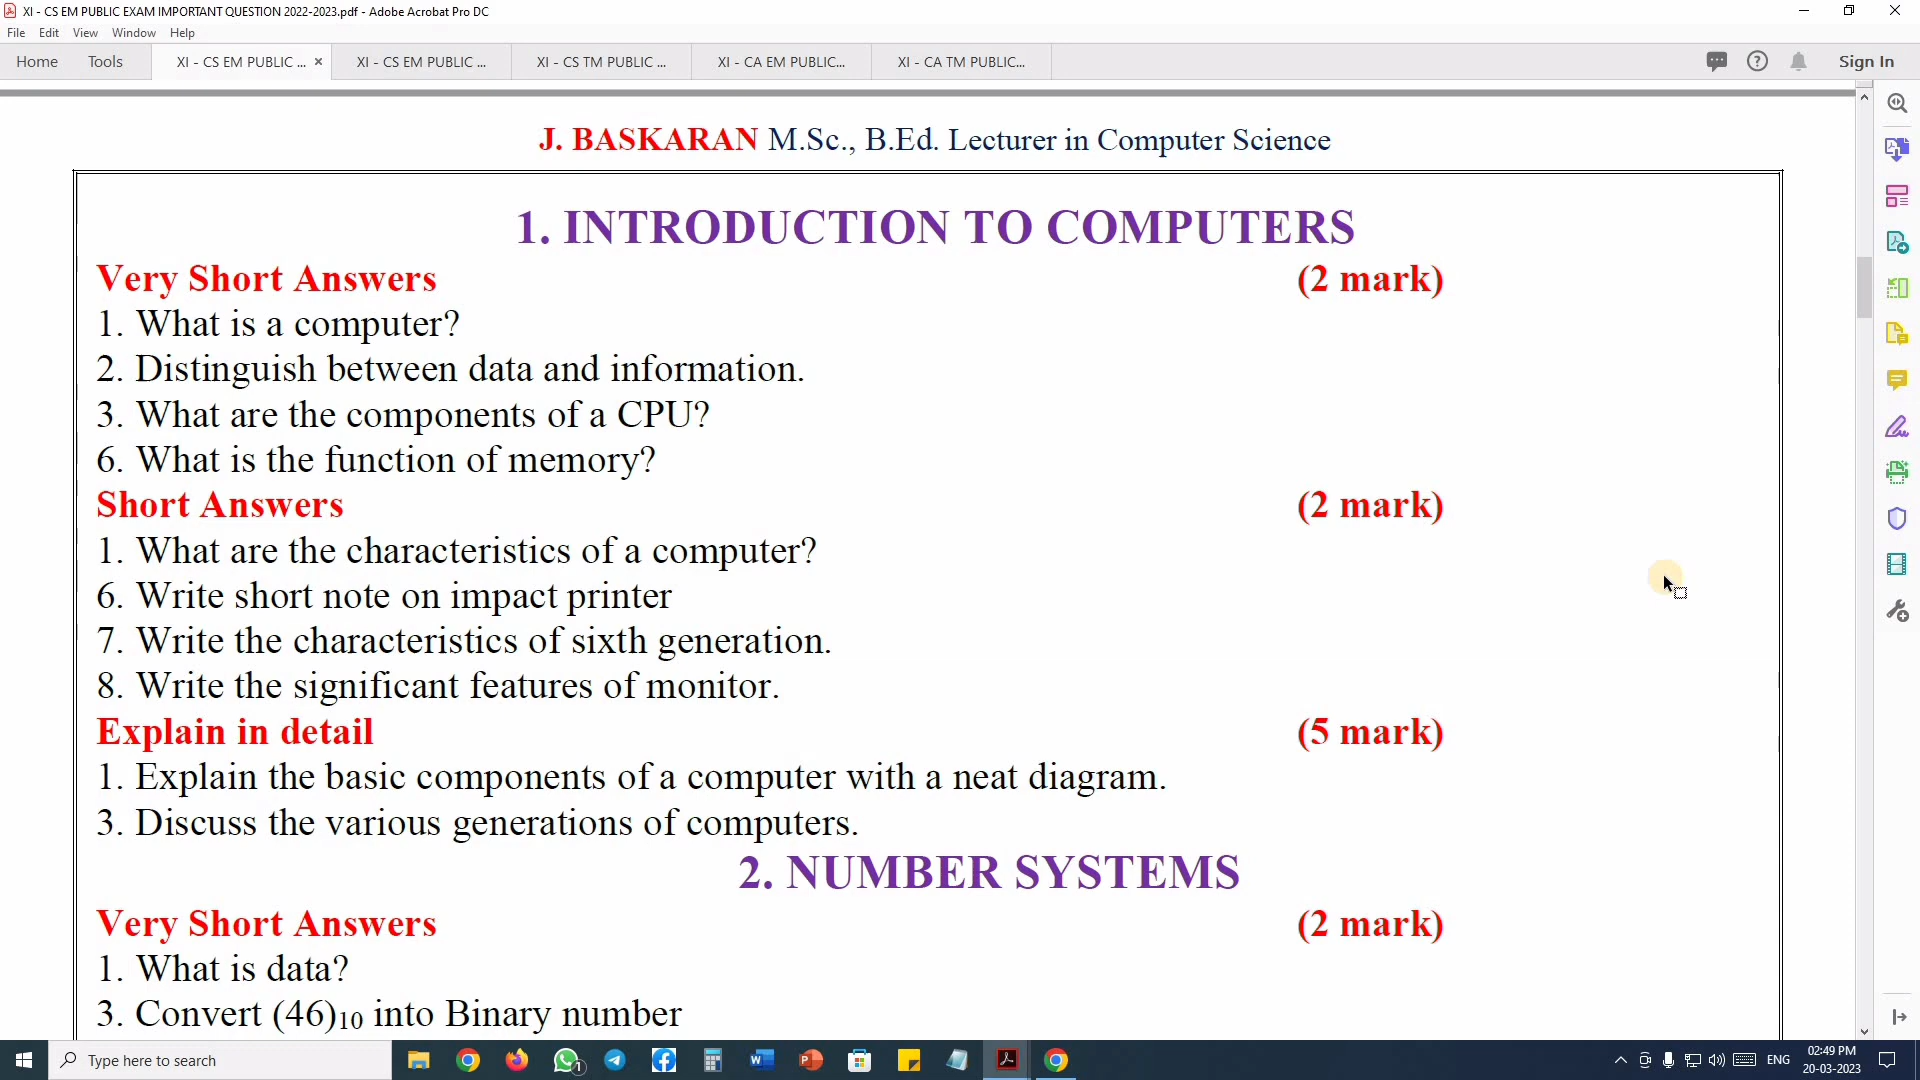 XI - CS EM PUBLIC EXAM IMPORTANT QUESTION 2022-2023.pdf - Adobe Acrobat Pro DC
File Edit View Window Help
Home Tools XI - CS EM PUBLIC ... × XI - CS EM PUBLIC ... XI - CS TM PUBLIC ... XI - CA EM PUBLIC... XI - CA TM PUBLIC... Sign In
J. BASKARAN M.Sc., B.Ed. Lecturer in Computer Science
1. INTRODUCTION TO COMPUTERS
Very Short Answers (2 mark)
1. What is a computer?
2. Distinguish between data and information.
3. What are the components of a CPU?
6. What is the function of memory?
Short Answers (2 mark)
1. What are the characteristics of a computer?
6. Write short note on impact printer
7. Write the characteristics of sixth generation.
8. Write the significant features of monitor.
Explain in detail (5 mark)
1. Explain the basic components of a computer with a neat diagram.
3. Discuss the various generations of computers.
2. NUMBER SYSTEMS
Very Short Answers (2 mark)
1. What is data?
3. Convert (46)₁₀ into Binary number
Type here to search
ENG
02:49 PM
20-03-2023